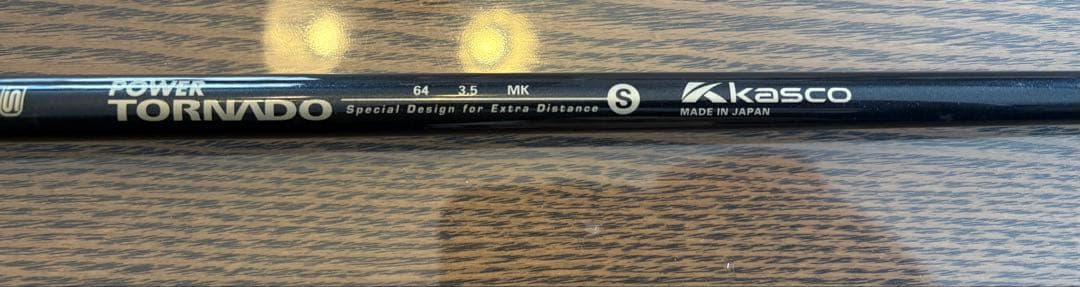 POWER
TORNADO
64 3.5 MK
Special Design for Extra Distance
S
kasco
MADE IN JAPAN